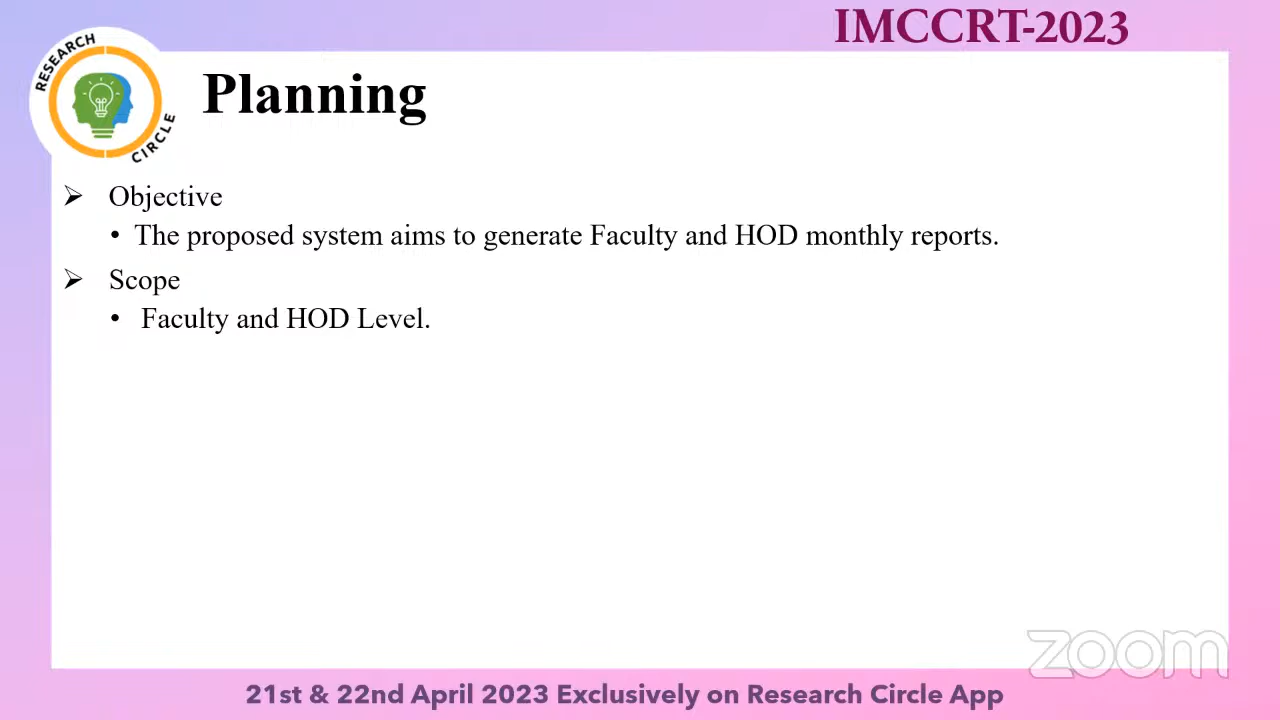 IMCCRT-2023
RESEARCH
CIRCLE
Planning
➢ Objective
• The proposed system aims to generate Faculty and HOD monthly reports.
➢ Scope
• Faculty and HOD Level.
zoom
21st & 22nd April 2023 Exclusively on Research Circle App